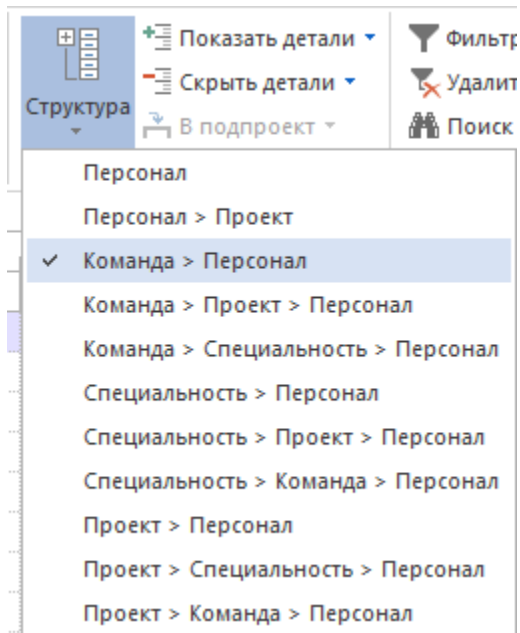 Показать детали
Фильтр
Скрыть детали
Удалит
Структура
В подпроект
Поиск
Персонал
Персонал > Проект
Команда > Персонал
Команда > Проект > Персонал
Команда > Специальность > Персонал
Специальность > Персонал
Специальность > Проект > Персонал
Специальность > Команда > Персонал
Проект > Персонал
Проект > Специальность > Персонал
Проект > Команда > Персонал